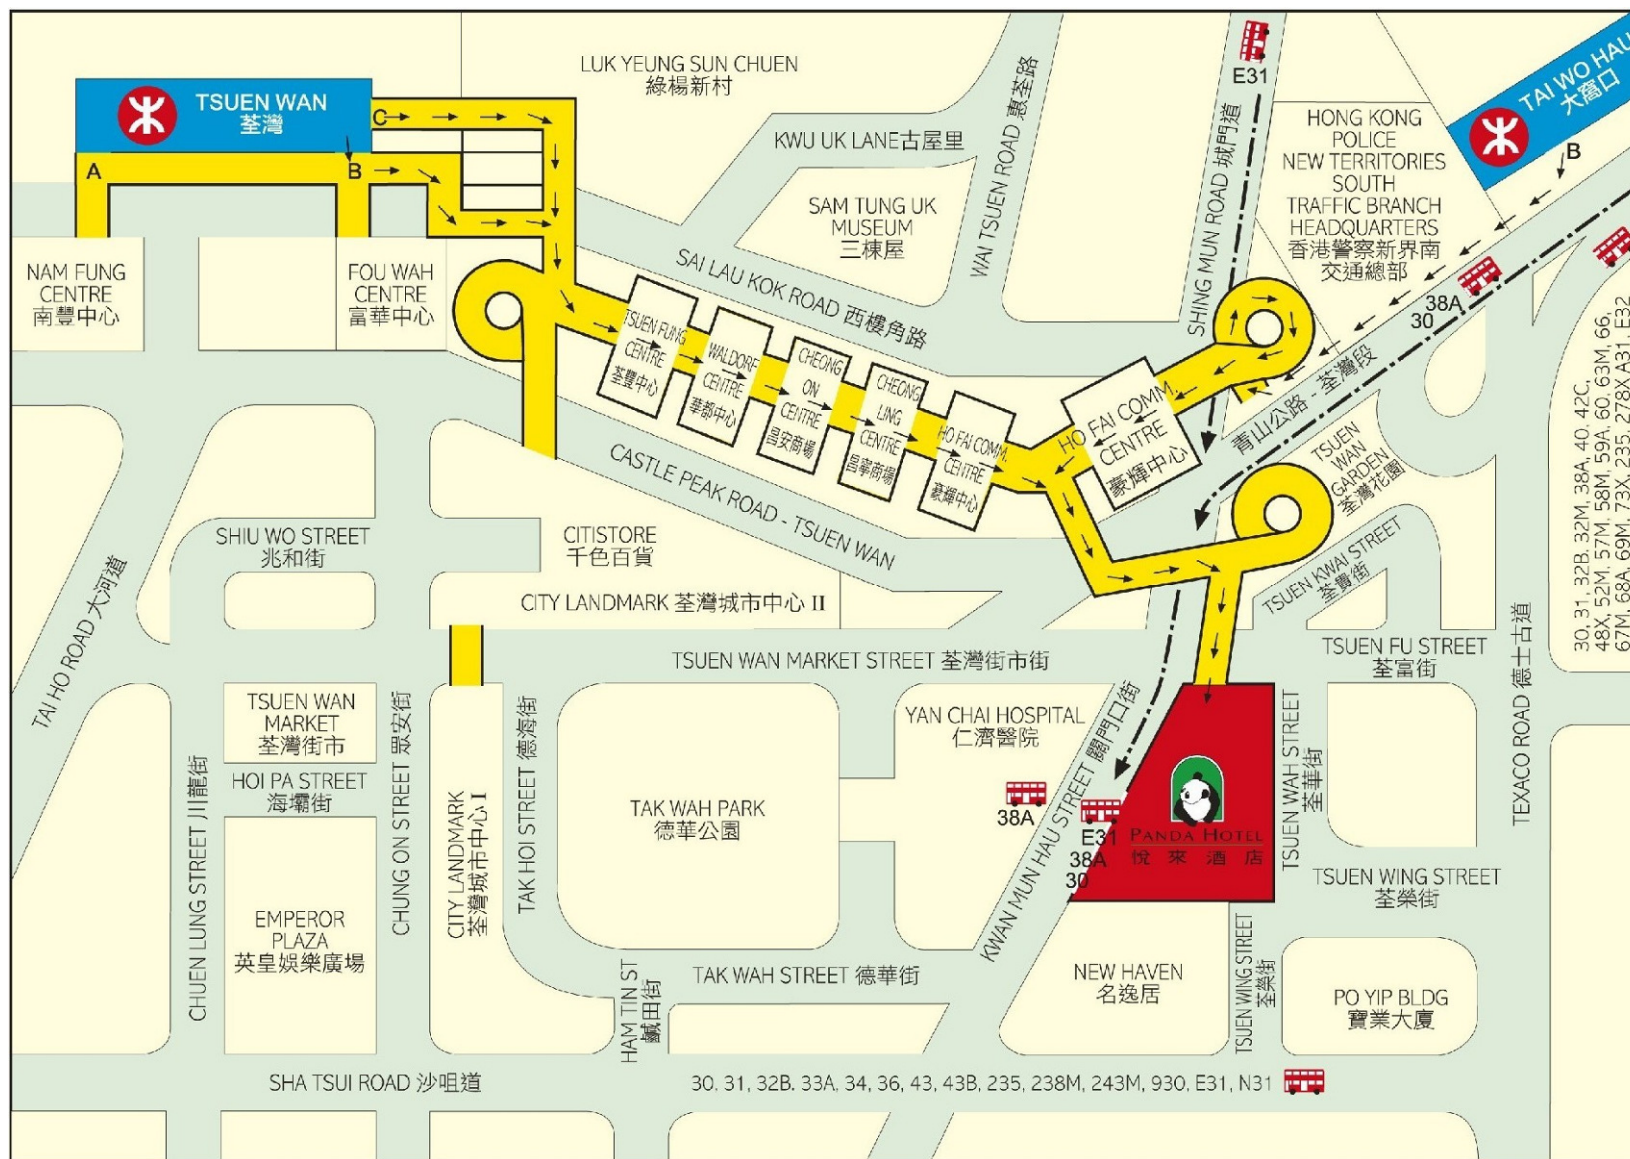 LUK YEUNG SUN CHUEN
綠楊新村
E31
TSUEN WAN
荃灣
C
A
B
TAI WO HAU
大窩口
B
KWU UK LANE古屋里
WAI TSUEN ROAD 惠荃路
SHING MUN ROAD 城門道
HONG KONG
POLICE
NEW TERRITORIES
SOUTH
TRAFFIC BRANCH
HEADQUARTERS
香港警察新界南
交通總部
SAM TUNG UK
MUSEUM
三棟屋
NAM FUNG
CENTRE
南豐中心
FOU WAH
CENTRE
富華中心
SAI LAU KOK ROAD 西樓角路
38A
30
TSUEN FUNG
CENTRE
荃豐中心
WALDORF
CENTRE
華都中心
CHEONG
ON
CENTRE
昌安商場
CHEONG
LING
CENTRE
昌寧商場
HO FAI COMM.
CENTRE
豪輝中心
HO FAI COMM.
CENTRE
豪輝中心
青山公路 - 荃灣段
TSUEN
WAN
GARDEN
荃灣花園
30, 31, 32B, 32M, 38A, 40, 42C,
48X, 52M, 57M, 58M, 59A, 60, 63M, 66,
67M, 68A, 69M, 73X, 235, 278X A31, E32
CASTLE PEAK ROAD - TSUEN WAN
SHIU WO STREET
兆和街
CITISTORE
千色百貨
CITY LANDMARK 荃灣城市中心 II
TSUEN KWAI STREET
荃貴街
TAI HO ROAD 大河道
TSUEN WAN MARKET STREET 荃灣街市街
TSUEN FU STREET
荃富街
TSUEN WAN
MARKET
荃灣街市
HOI PA STREET
海壩街
CHUEN LUNG STREET 川龍街
CHUNG ON STREET 眾安街
CITY LANDMARK
荃灣城市中心 I
TAK HOI STREET 德海街
YAN CHAI HOSPITAL
仁濟醫院
KWAN MUN HAU STREET 關門口街
TSUEN WAH STREET
荃華街
TEXACO ROAD 德士古道
TAK WAH PARK
德華公園
38A
E31
38A
30
PANDA HOTEL
悅來酒店
TSUEN WING STREET
荃榮街
EMPEROR
PLAZA
英皇娛樂廣場
TAK WAH STREET 德華街
HAM TIN ST
鹹田街
NEW HAVEN
名逸居
TSUEN WING STREET
荃榮街
PO YIP BLDG
寶業大廈
SHA TSUI ROAD 沙咀道
30, 31, 32B. 33A, 34, 36, 43, 43B, 235, 238M, 243M, 930, E31, N31